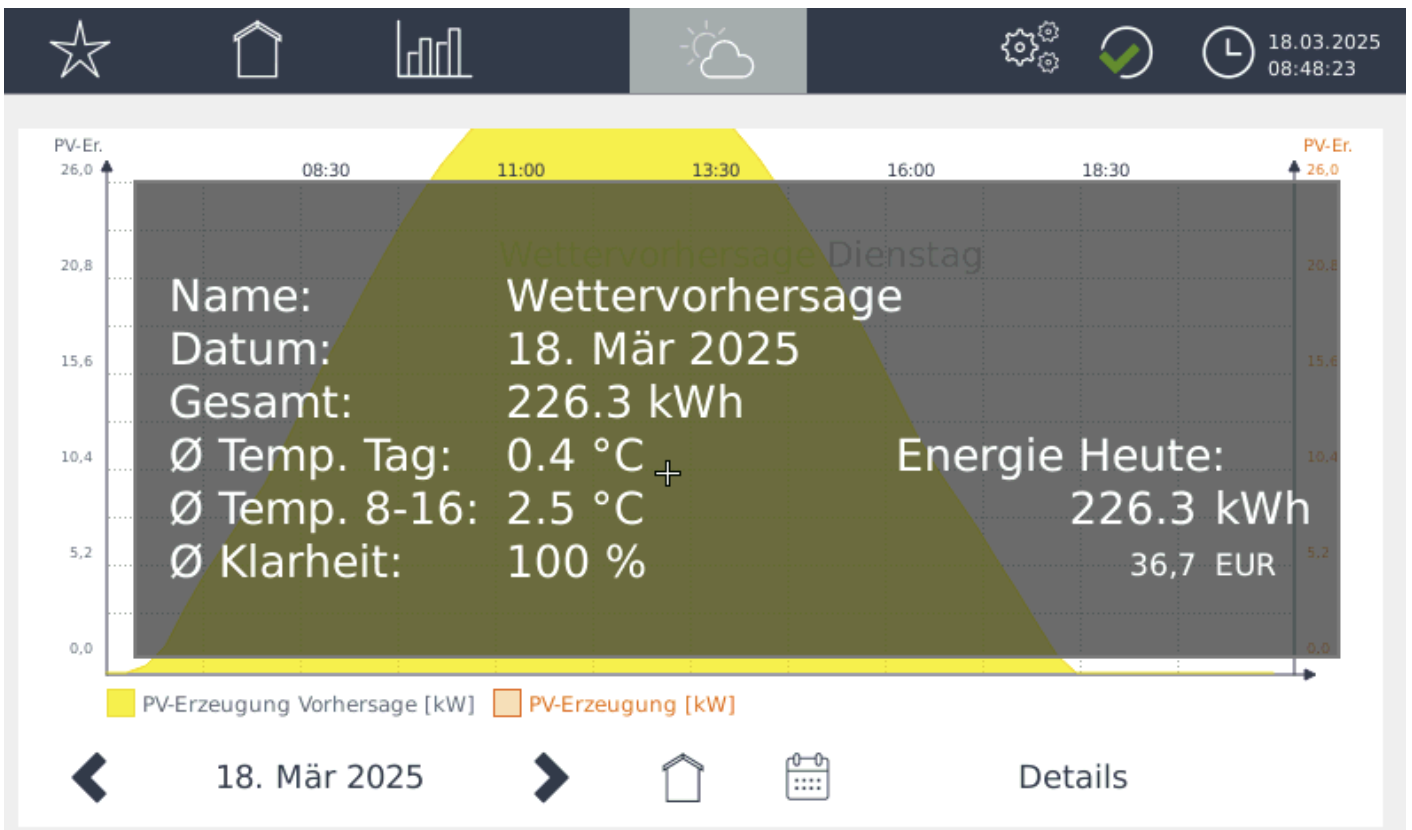 18.03.2025
08:48:23
PV-Er.
PV-Er.
26,0
08:30
11:00
13:30
16:00
18:30
26,0
Wettervorhersage Dienstag
20,8
20,8
Name: Wettervorhersage
Datum: 18. Mär 2025
15,6
15,6
Gesamt: 226.3 kWh
Ø Temp. Tag: 0.4 °C
Energie Heute:
10,4
10,4
Ø Temp. 8-16: 2.5 °C
226.3 kWh
5,2
5,2
Ø Klarheit: 100 %
36,7 EUR
0,0
0,0
PV-Erzeugung Vorhersage [kW]
PV-Erzeugung [kW]
18. Mär 2025
Details